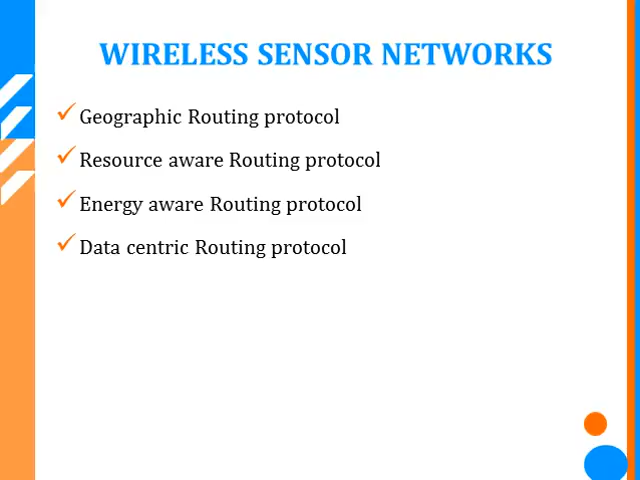 WIRELESS SENSOR NETWORKS
Geographic Routing protocol
Resource aware Routing protocol
Energy aware Routing protocol
Data centric Routing protocol